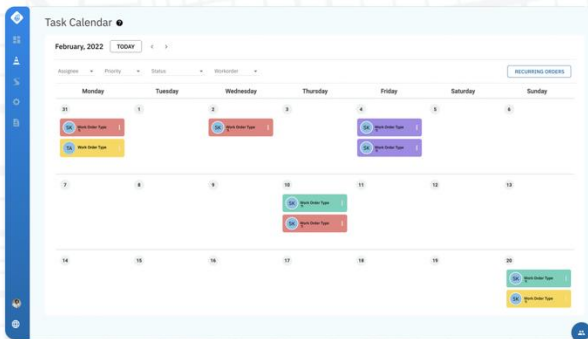 Task Calendar ?
February, 2022 TODAY < >
Assignee Priority Status Workorder RECURRING ORDERS
Monday Tuesday Wednesday Thursday Friday Saturday Sunday
31 1 2 3 4 5 6
SK Work Order Type SK Work Order Type SK Work Order Type
SK Work Order Type SK Work Order Type
7 8 9 10 11 12 13
SK Work Order Type
SK Work Order Type
14 15 16 17 18 19 20
SK Work Order Type
SK Work Order Type